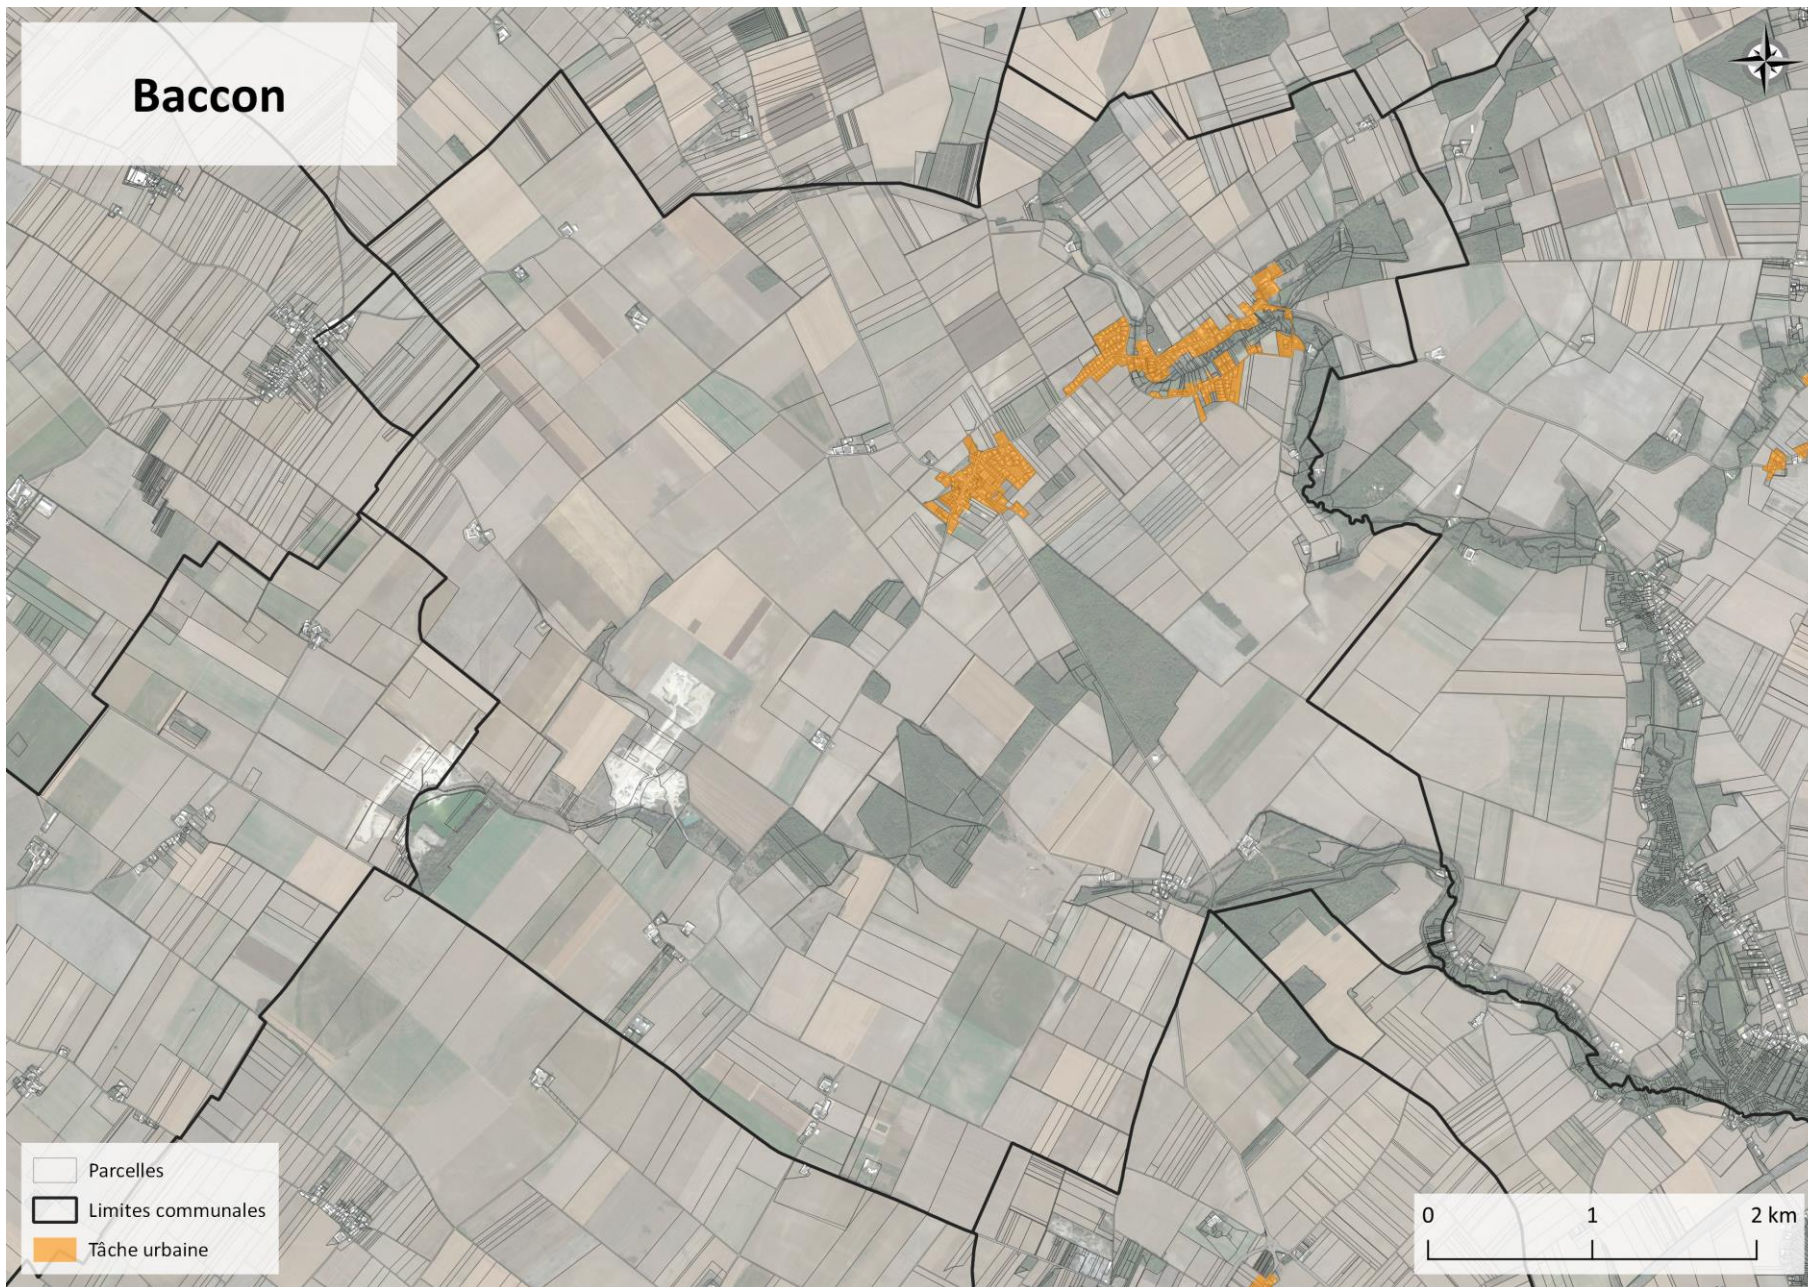 Baccon
Parcelles
Limites communales
Tâche urbaine
0 1 2 km